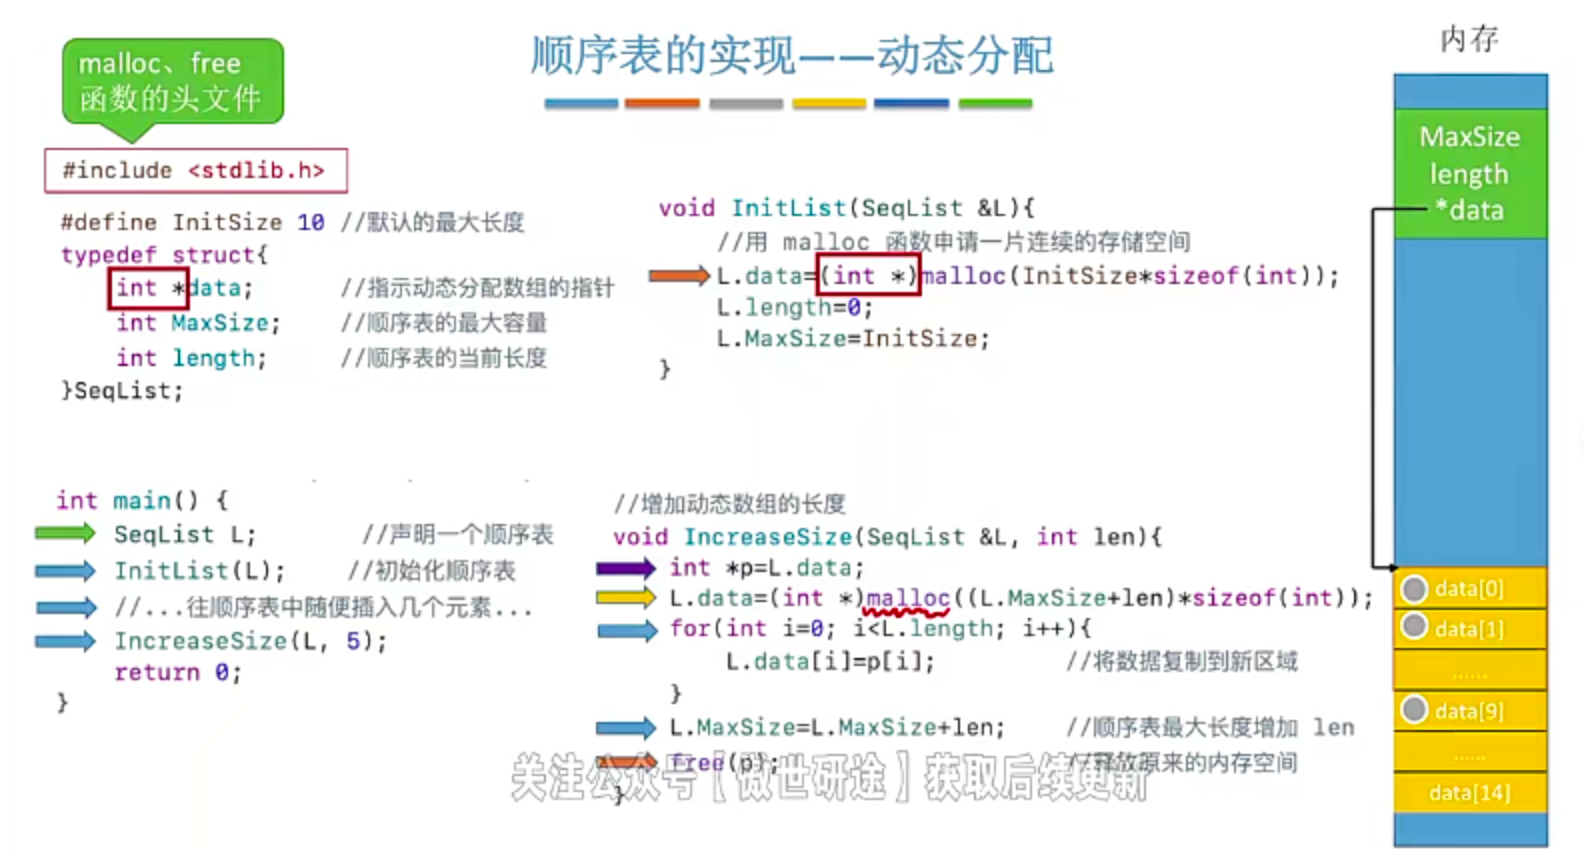 顺序表的实现——动态分配
malloc、free
函数的头文件
#include <stdlib.h>
#define InitSize 10 //默认的最大长度
typedef struct{
int *data; //指示动态分配数组的指针
int MaxSize; //顺序表的最大容量
int length; //顺序表的当前长度
}SeqList;
void InitList(SeqList &L){
//用 malloc 函数申请一片连续的存储空间
L.data=(int *)malloc(InitSize*sizeof(int));
L.length=0;
L.MaxSize=InitSize;
}
int main() {
SeqList L; //声明一个顺序表
InitList(L); //初始化顺序表
//...往顺序表中随便插入几个元素...
IncreaseSize(L, 5);
return 0;
}
//增加动态数组的长度
void IncreaseSize(SeqList &L, int len){
int *p=L.data;
L.data=(int *)malloc((L.MaxSize+len)*sizeof(int));
for(int i=0; i<L.length; i++){
L.data[i]=p[i]; //将数据复制到新区域
}
L.MaxSize=L.MaxSize+len; //顺序表最大长度增加 len
free(p); //释放原来的内存空间
}
关注公众号【傲世研途】获取后续更新
内存
MaxSize
length
*data
data[0]
data[1]
......
data[9]
......
data[14]